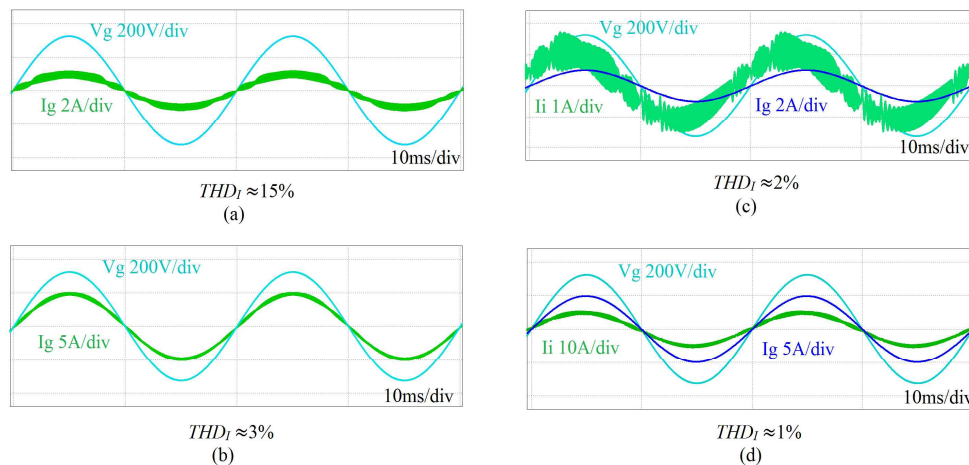 Vg 200V/div
Ig 2A/div
10ms/div
THD_I ≈15%
(a)
Vg 200V/div
Ii 1A/div
Ig 2A/div
10ms/div
THD_I ≈2%
(c)
Vg 200V/div
Ig 5A/div
10ms/div
THD_I ≈3%
(b)
Vg 200V/div
Ii 10A/div
Ig 5A/div
10ms/div
THD_I ≈1%
(d)